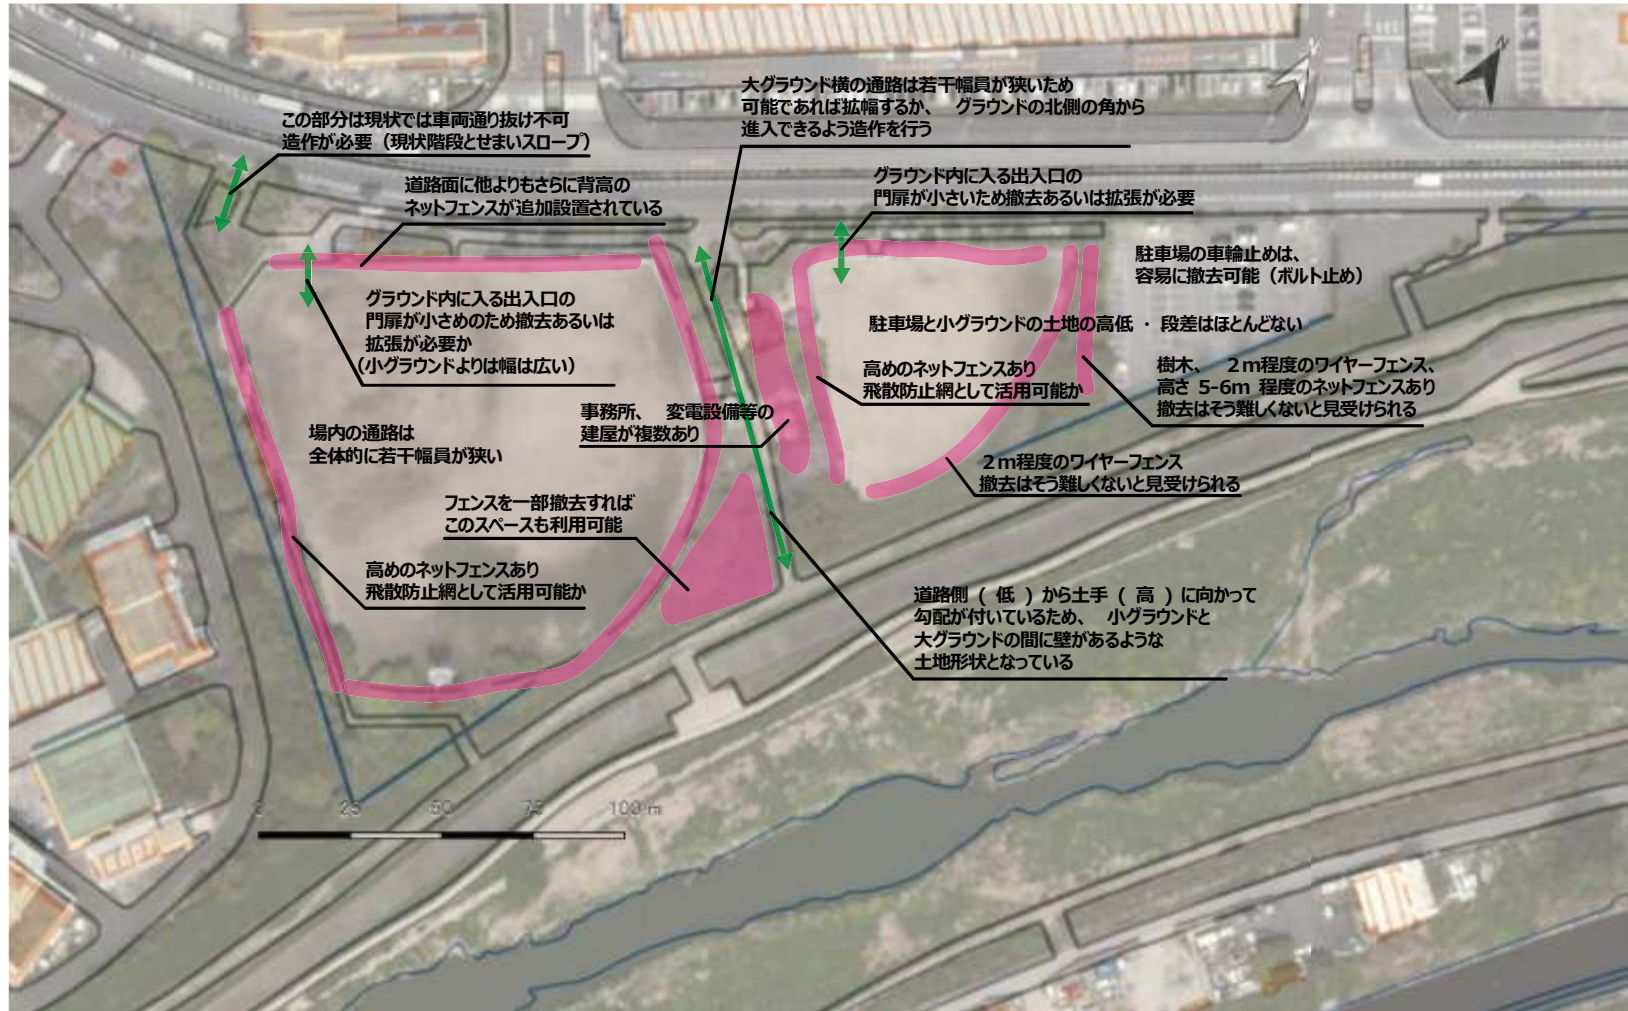 大グラウンド横の通路は若干幅員が狭いため
可能であれば拡幅するか、 グラウンドの北側の角から
進入できるよう造作を行う
この部分は現状では車両通り抜け不可
造作が必要（現状階段とせまいスロープ）
道路面に他よりもさらに背高の
ネットフェンスが追加設置されている
グラウンド内に入る出入口の
門扉が小さいため撤去あるいは拡張が必要
駐車場の車輪止めは、
容易に撤去可能（ボルト止め）
グラウンド内に入る出入口の
門扉が小さめのため撤去あるいは
拡張が必要か
（小グラウンドよりは幅は広い）
駐車場と小グラウンドの土地の高低 ・ 段差はほとんどない
高めのネットフェンスあり
飛散防止網として活用可能か
樹木、 2m程度のワイヤーフェンス、
高さ 5-6m 程度のネットフェンスあり
撤去はそう難しくないと見受けられる
事務所、 変電設備等の
建屋が複数あり
場内の通路は
全体的に若干幅員が狭い
2m程度のワイヤーフェンス
撤去はそう難しくないと見受けられる
フェンスを一部撤去すれば
このスペースも利用可能
高めのネットフェンスあり
飛散防止網として活用可能か
道路側 ( 低 ) から土手 ( 高 ) に向かって
勾配が付いているため、 小グラウンドと
大グラウンドの間に壁があるような
土地形状となっている
0 25 50 75 100 m